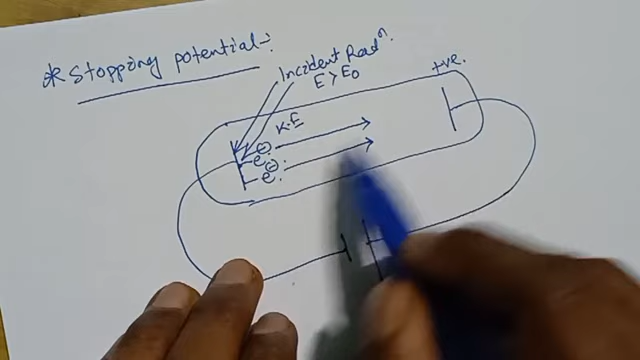 * Stopping potential:-
Incident Radⁿ.
E > E₀
+ve.
K.E
e⊖:
e⊖: